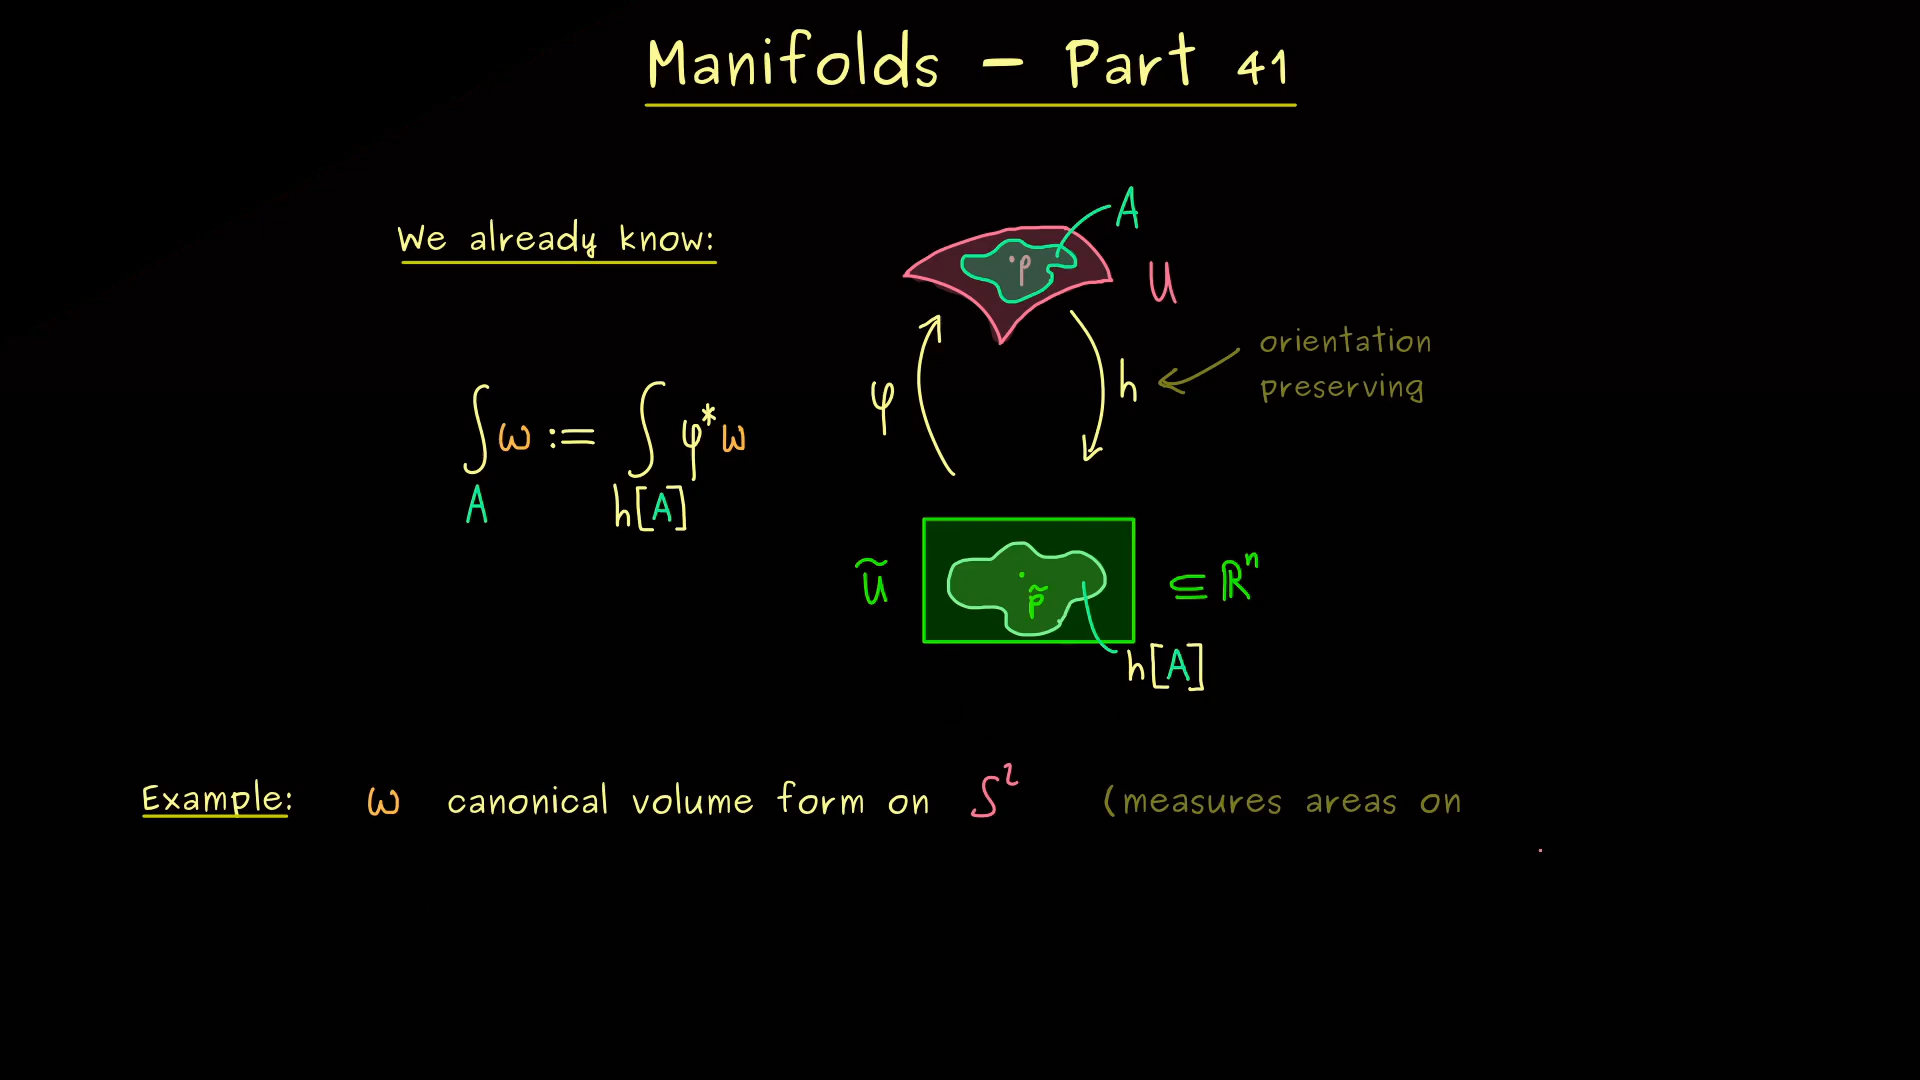 Manifolds - Part 41
We already know:
A
p
U
orientation
preserving
φ
h
∫_A ω := ∫_{h[A]} φ*ω
Ũ
p̃
⊆ ℝⁿ
h[A]
Example: ω canonical volume form on S² (measures areas on